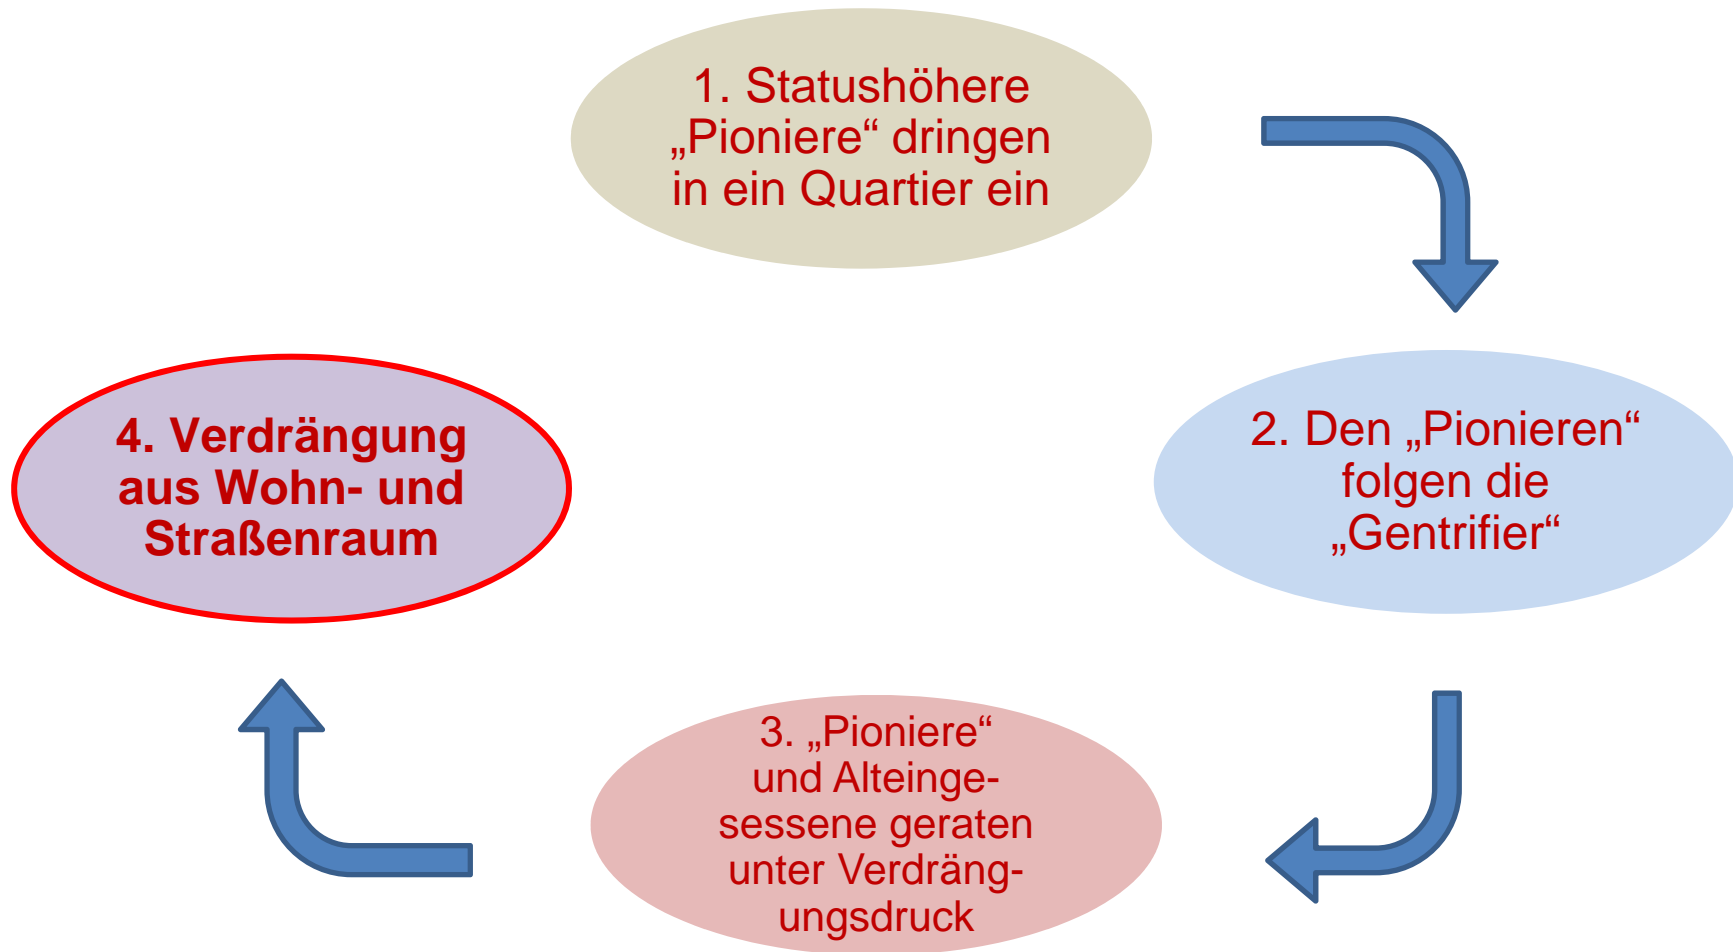 1. Statushöhere
„Pioniere“ dringen
in ein Quartier ein
2. Den „Pionieren“
folgen die
„Gentrifier“
3. „Pioniere“
und Alteinge-
sessene geraten
unter Verdräng-
ungsdruck
4. Verdrängung
aus Wohn- und
Straßenraum